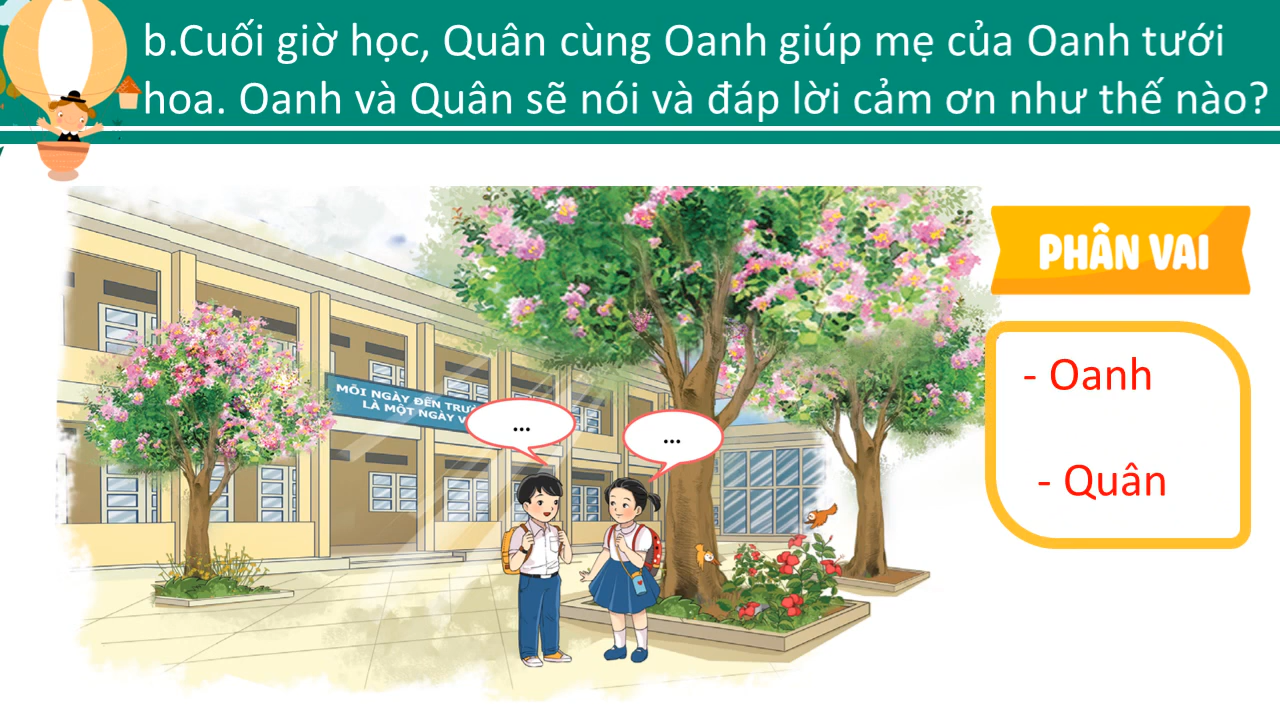 b.Cuối giờ học, Quân cùng Oanh giúp mẹ của Oanh tưới
hoa. Oanh và Quân sẽ nói và đáp lời cảm ơn như thế nào?
PHÂN VAI
- Oanh
- Quân
MỖI NGÀY ĐẾN
LÀ MỘT NGÀY
...
...